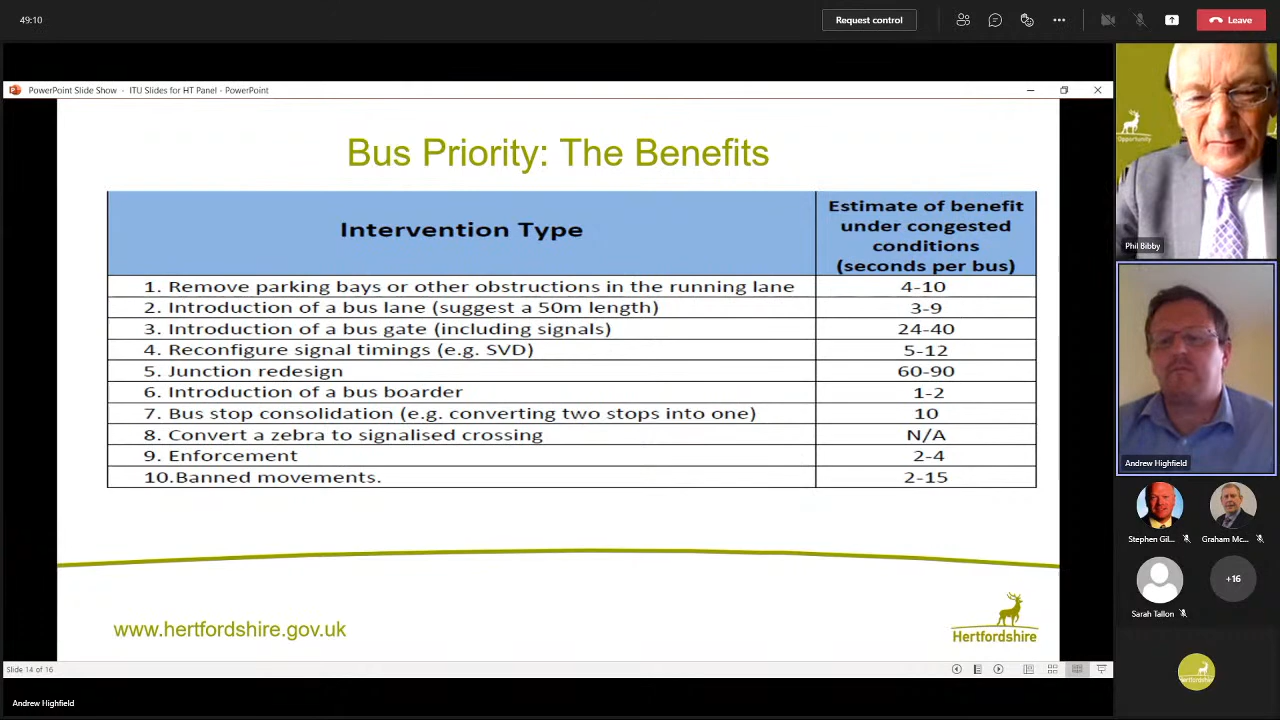 49:10
Request control
Leave
PowerPoint Slide Show - ITU Slides for HT Panel - PowerPoint
Bus Priority: The Benefits
Intervention Type
Estimate of benefit
under congested
conditions
(seconds per bus)
1. Remove parking bays or other obstructions in the running lane 4-10
2. Introduction of a bus lane (suggest a 50m length) 3-9
3. Introduction of a bus gate (including signals) 24-40
4. Reconfigure signal timings (e.g. SVD) 5-12
5. Junction redesign 60-90
6. Introduction of a bus boarder 1-2
7. Bus stop consolidation (e.g. converting two stops into one) 10
8. Convert a zebra to signalised crossing N/A
9. Enforcement 2-4
10.Banned movements. 2-15
www.hertfordshire.gov.uk
Hertfordshire
Slide 14 of 16
Andrew Highfield
Opportunity
Phil Bibby
Andrew Highfield
Stephen Gil...
Graham Mc...
Sarah Tallon
+16
Hertfordshire